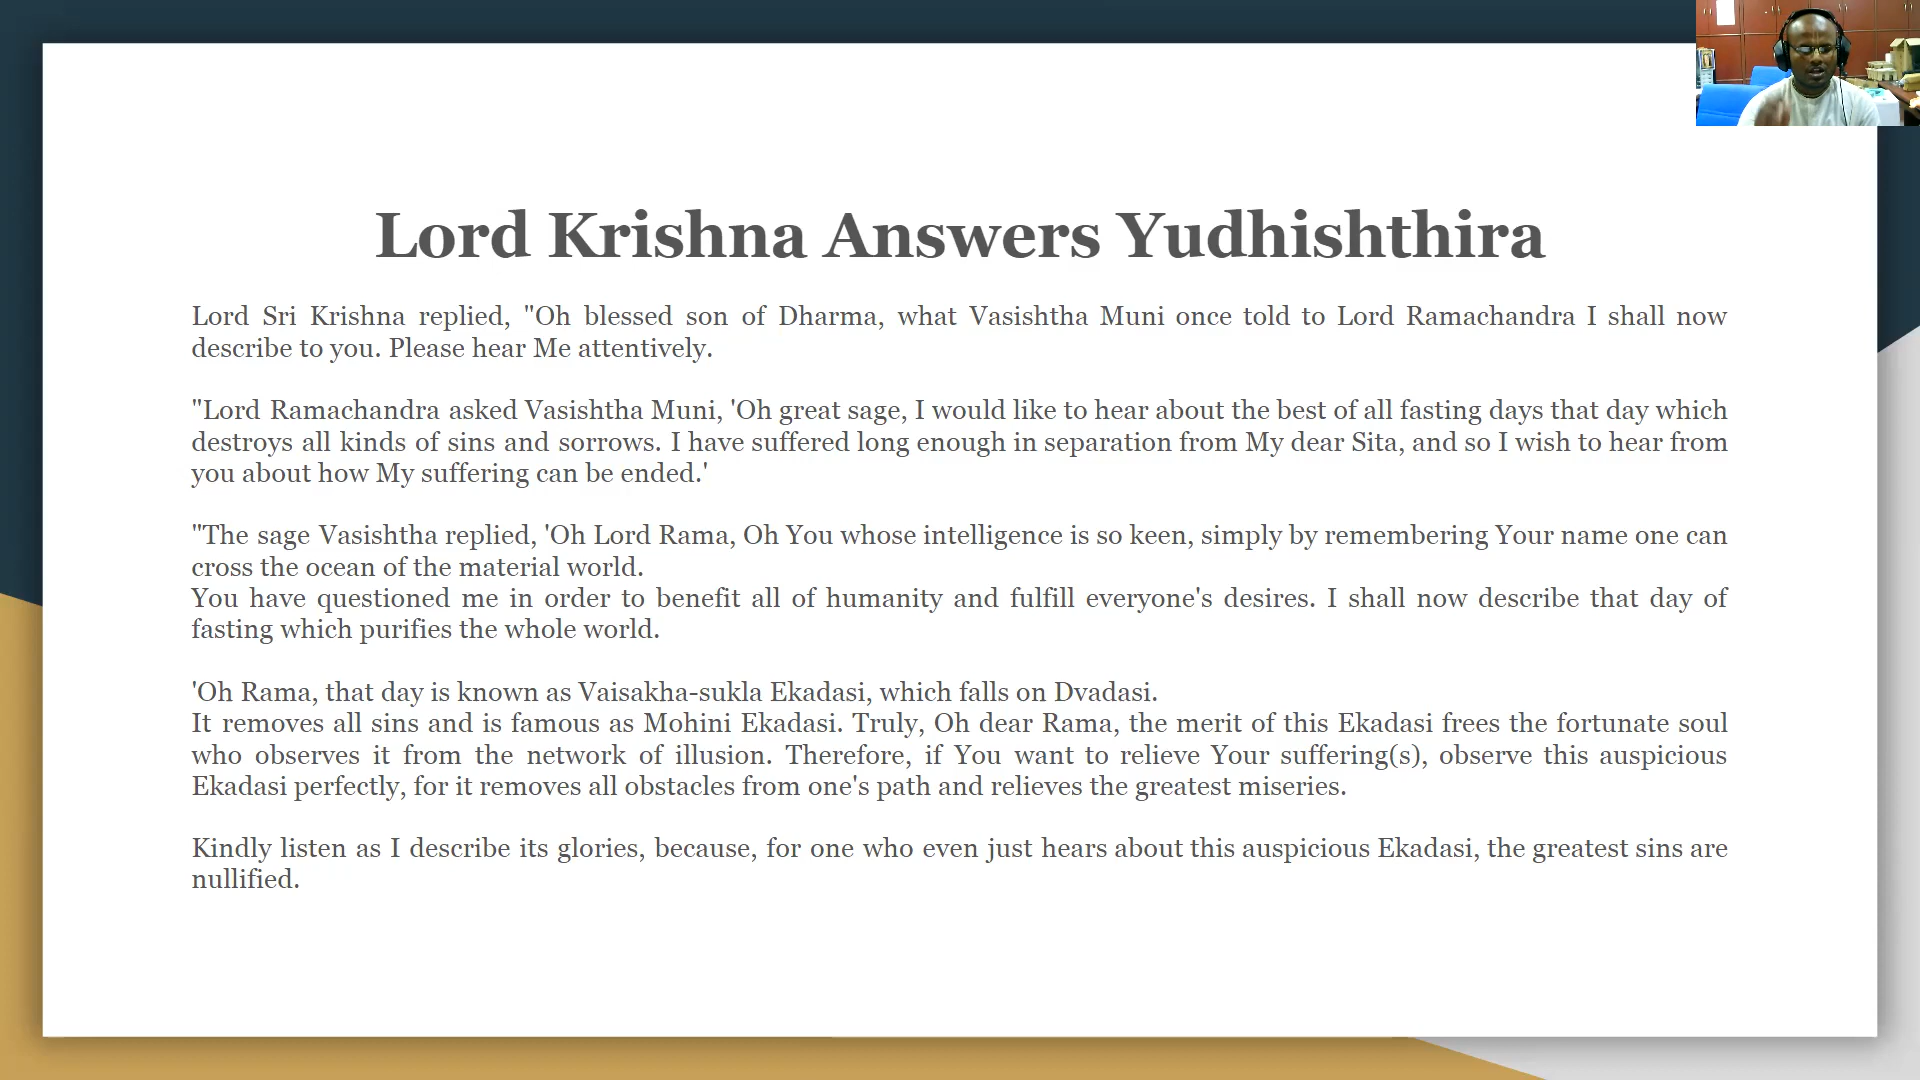 Lord Krishna Answers Yudhishthira
Lord Sri Krishna replied, "Oh blessed son of Dharma, what Vasishtha Muni once told to Lord Ramachandra I shall now
describe to you. Please hear Me attentively.
"Lord Ramachandra asked Vasishtha Muni, 'Oh great sage, I would like to hear about the best of all fasting days that day which
destroys all kinds of sins and sorrows. I have suffered long enough in separation from My dear Sita, and so I wish to hear from
you about how My suffering can be ended.'
"The sage Vasishtha replied, 'Oh Lord Rama, Oh You whose intelligence is so keen, simply by remembering Your name one can
cross the ocean of the material world.
You have questioned me in order to benefit all of humanity and fulfill everyone's desires. I shall now describe that day of
fasting which purifies the whole world.
'Oh Rama, that day is known as Vaisakha-sukla Ekadasi, which falls on Dvadasi.
It removes all sins and is famous as Mohini Ekadasi. Truly, Oh dear Rama, the merit of this Ekadasi frees the fortunate soul
who observes it from the network of illusion. Therefore, if You want to relieve Your suffering(s), observe this auspicious
Ekadasi perfectly, for it removes all obstacles from one's path and relieves the greatest miseries.
Kindly listen as I describe its glories, because, for one who even just hears about this auspicious Ekadasi, the greatest sins are
nullified.